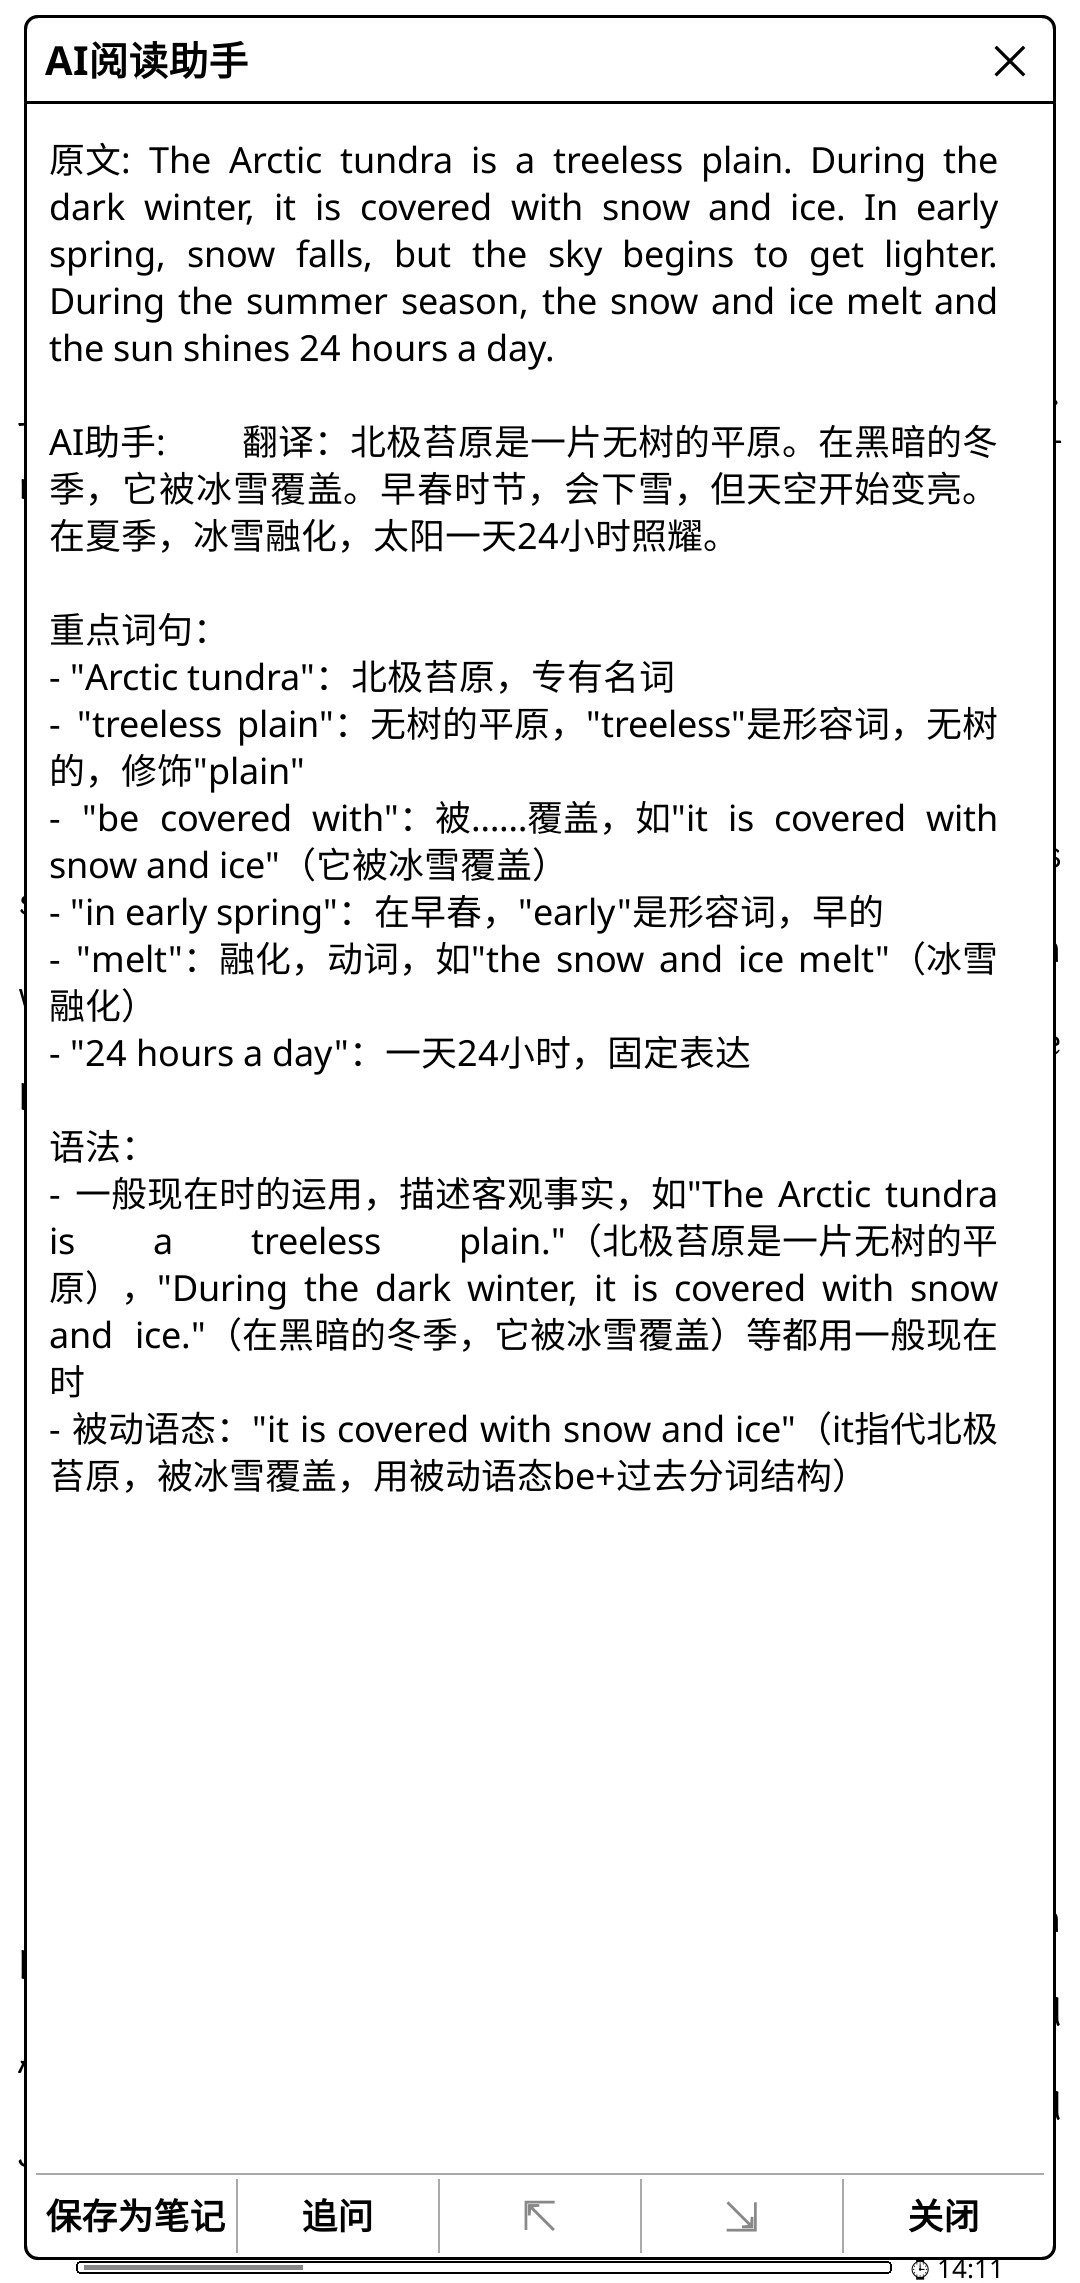 AI阅读助手
原文: The Arctic tundra is a treeless plain. During the
dark winter, it is covered with snow and ice. In early
spring, snow falls, but the sky begins to get lighter.
During the summer season, the snow and ice melt and
the sun shines 24 hours a day.
AI助手: 翻译：北极苔原是一片无树的平原。在黑暗的冬
季，它被冰雪覆盖。早春时节，会下雪，但天空开始变亮。
在夏季，冰雪融化，太阳一天24小时照耀。
重点词句：
- "Arctic tundra"：北极苔原，专有名词
- "treeless plain"：无树的平原，"treeless"是形容词，无树
的，修饰"plain"
- "be covered with"：被……覆盖，如"it is covered with
snow and ice"（它被冰雪覆盖）
- "in early spring"：在早春，"early"是形容词，早的
- "melt"：融化，动词，如"the snow and ice melt"（冰雪
融化）
- "24 hours a day"：一天24小时，固定表达
语法：
- 一般现在时的运用，描述客观事实，如"The Arctic tundra
is a treeless plain."（北极苔原是一片无树的平
原），"During the dark winter, it is covered with snow
and ice."（在黑暗的冬季，它被冰雪覆盖）等都用一般现在
时
- 被动语态："it is covered with snow and ice"（it指代北极
苔原，被冰雪覆盖，用被动语态be+过去分词结构）
保存为笔记 追问 关闭
14:11